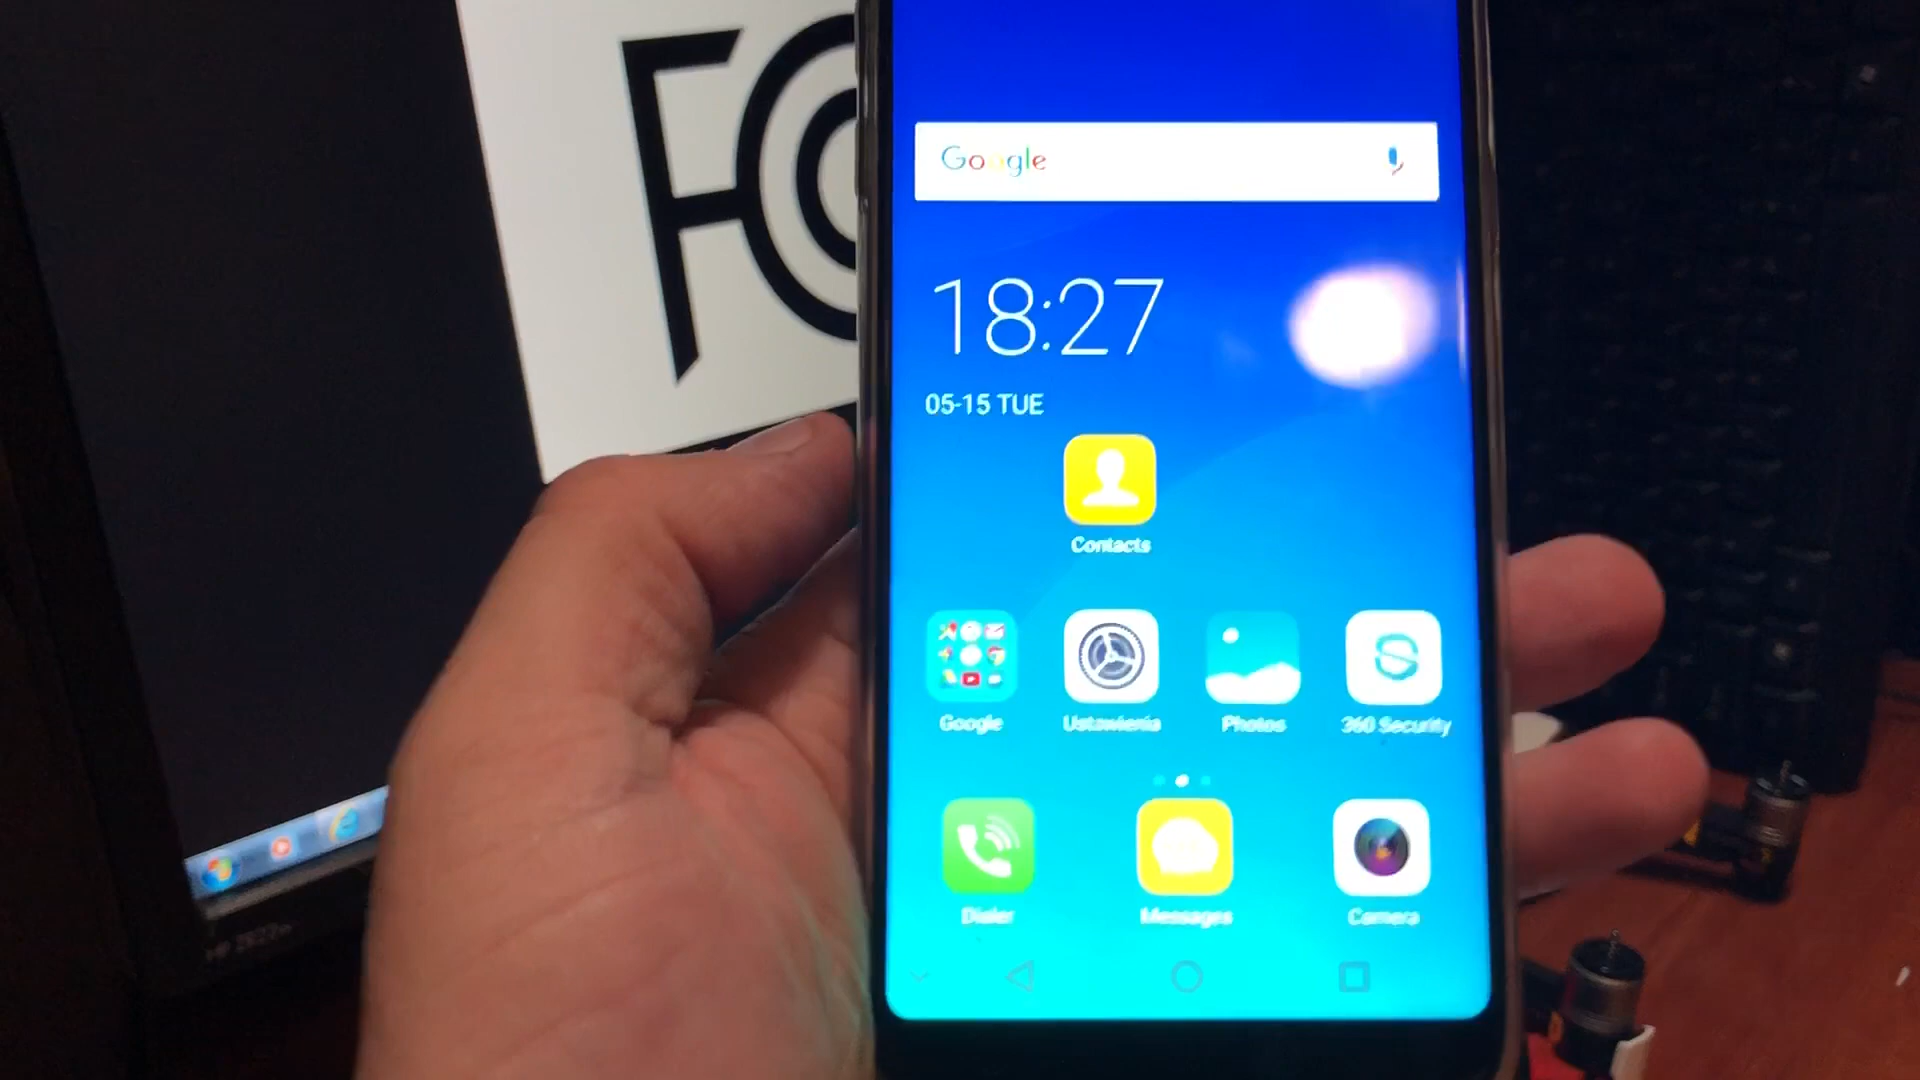 FC
Google
18:27
05-15 TUE
Contacts
Google
Ustawienia
Photos
360 Security
Dialer
Messages
Camera